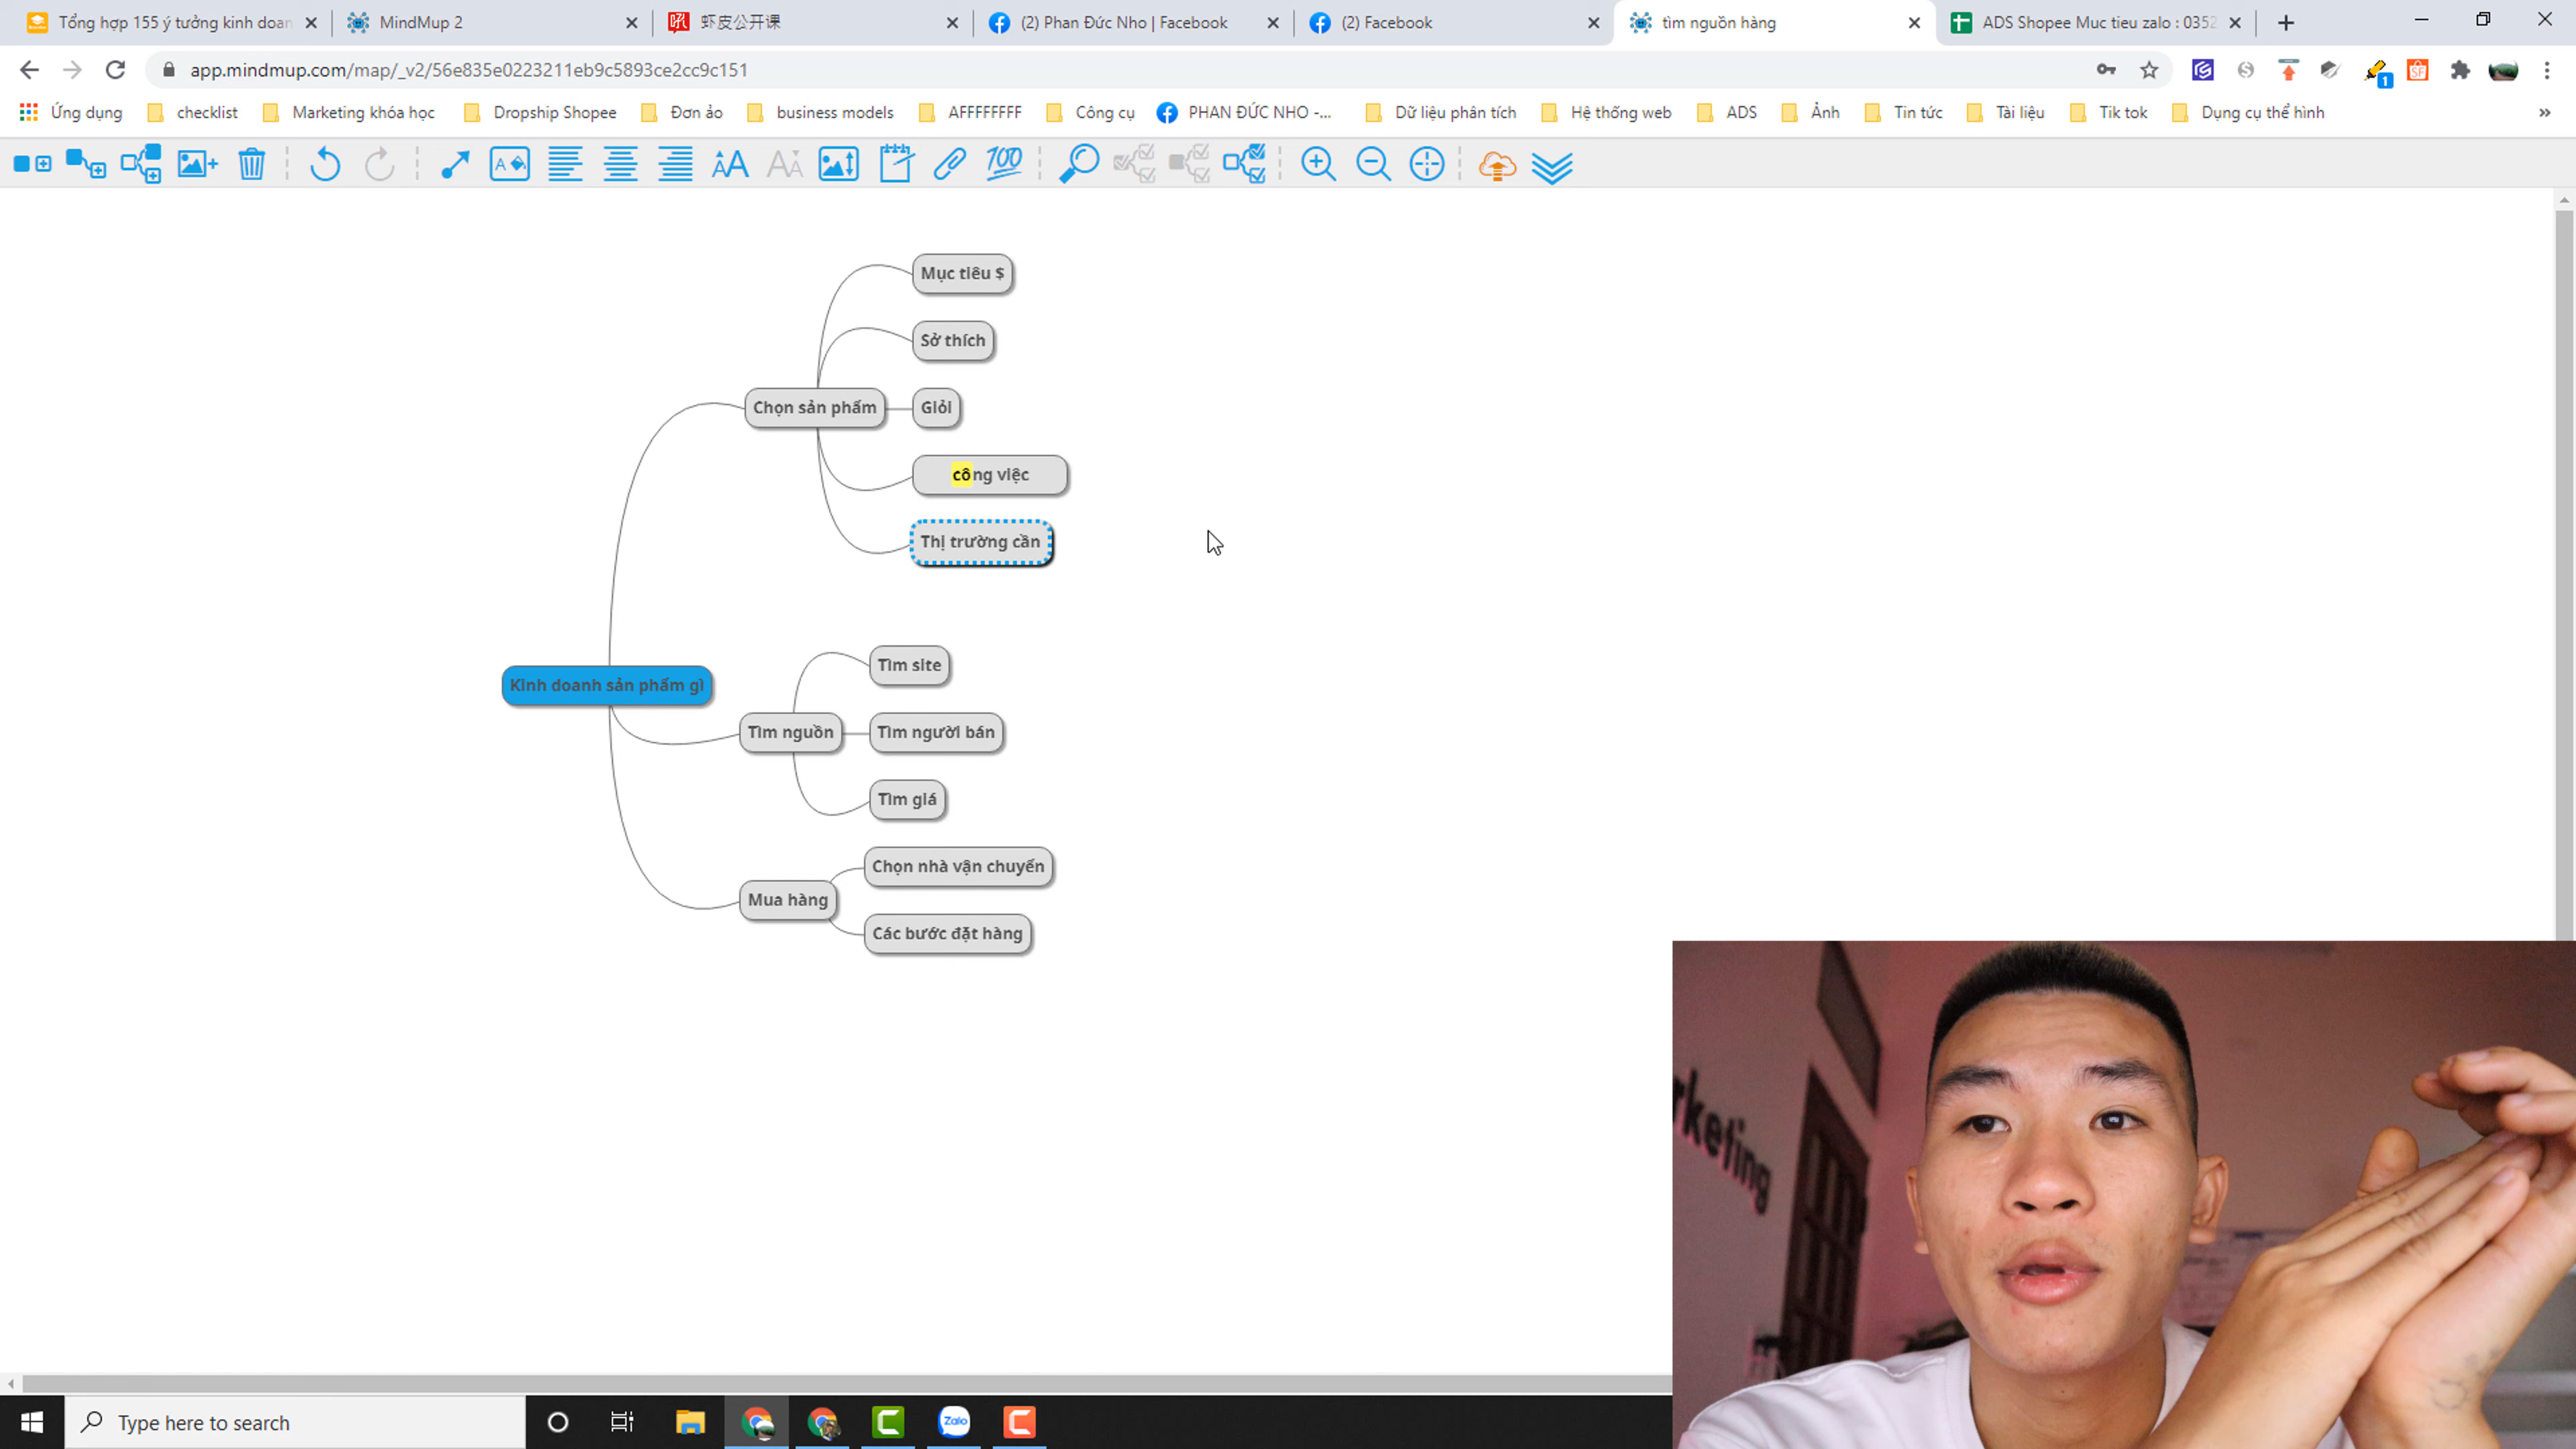 Tổng hợp 155 ý tưởng kinh doan
MindMup 2
虾皮公开课
(2) Phan Đức Nho | Facebook
(2) Facebook
tìm nguồn hàng
ADS Shopee Muc tieu zalo : 0352
app.mindmup.com/map/_v2/56e835e0223211eb9c5893ce2cc9c151
1
Ứng dụng
checklist
Marketing khóa học
Dropship Shopee
Đơn ảo
business models
AFFFFFFFF
Công cụ
PHAN ĐỨC NHO -...
Dữ liệu phân tích
Hệ thống web
ADS
Ảnh
Tin tức
Tài liệu
Tik tok
Dụng cụ thể hình
Mục tiêu $
Sở thích
Chọn sản phẩm
Giỏi
công việc
Thị trường cần
Tìm site
Kinh doanh sản phẩm gì
Tìm nguồn
Tìm người bán
Tìm giá
Chọn nhà vận chuyển
Mua hàng
Các bước đặt hàng
rketing
Type here to search
Zalo